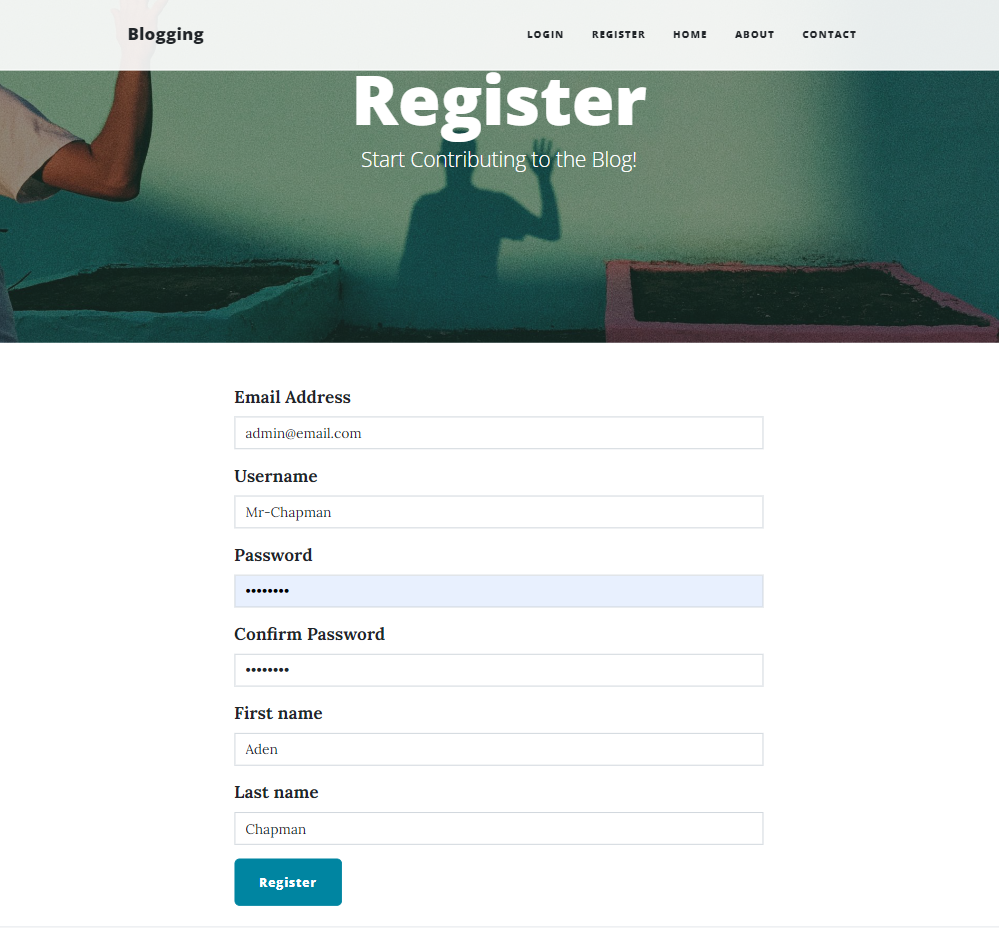 Blogging
LOGIN REGISTER HOME ABOUT CONTACT
Register
Start Contributing to the Blog!
Email Address
admin@email.com
Username
Mr-Chapman
Password
••••••••
Confirm Password
••••••••
First name
Aden
Last name
Chapman
Register